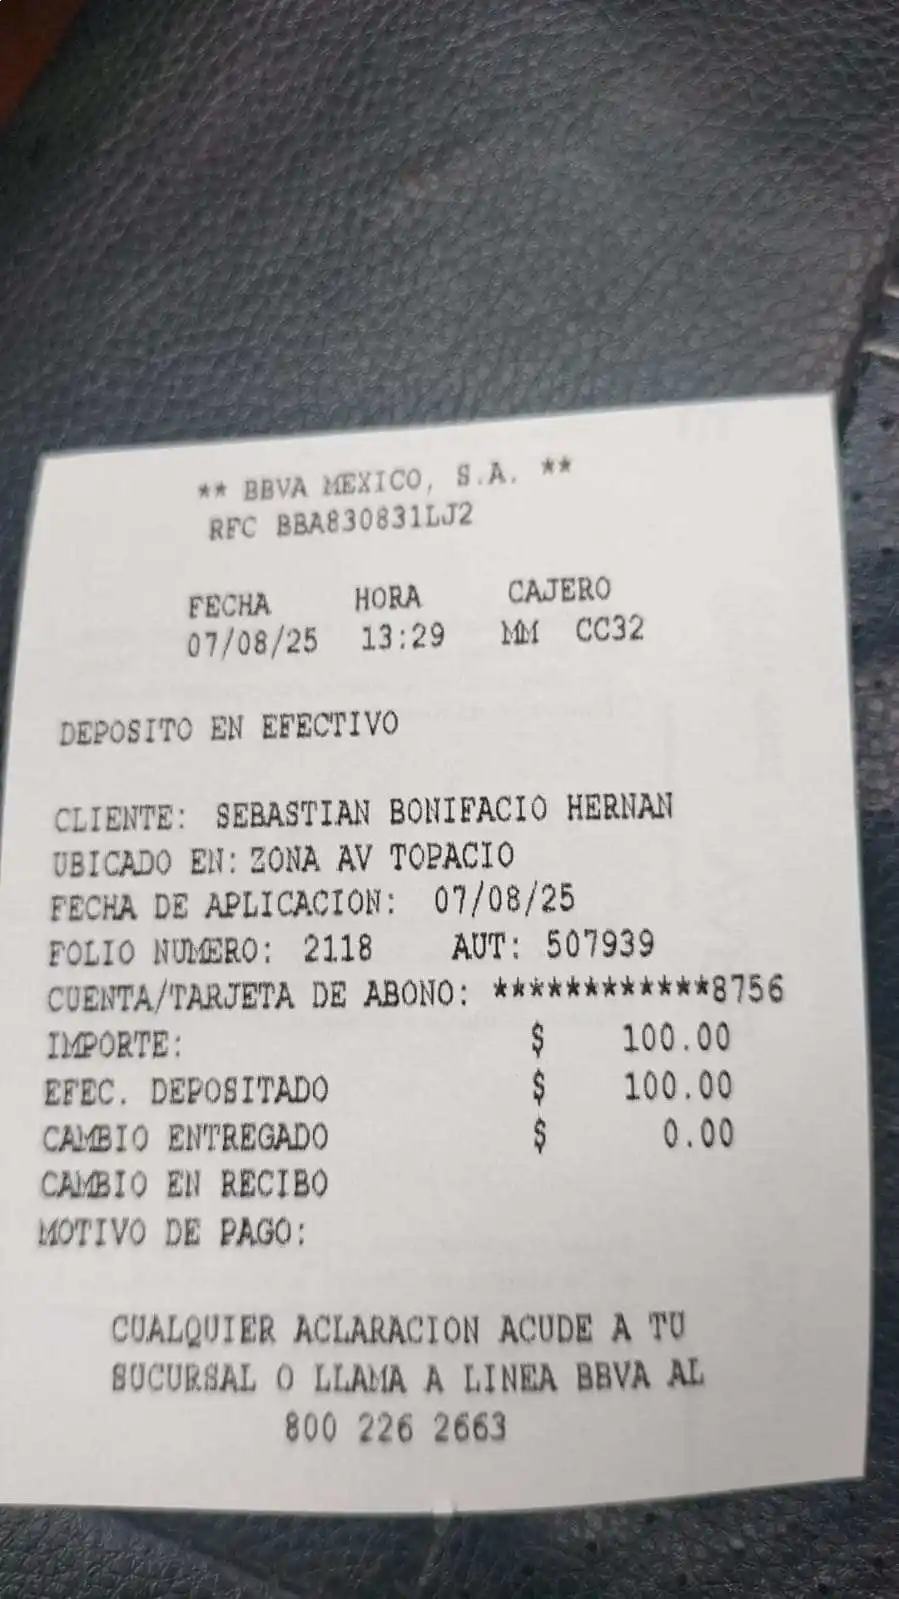 ** BBVA MEXICO, S.A. **
RFC BBA830831LJ2
FECHA HORA CAJERO
07/08/25 13:29 MM CC32
DEPOSITO EN EFECTIVO
CLIENTE: SEBASTIAN BONIFACIO HERNAN
UBICADO EN: ZONA AV TOPACIO
FECHA DE APLICACION: 07/08/25
FOLIO NUMERO: 2118 AUT: 507939
CUENTA/TARJETA DE ABONO: ************8756
IMPORTE: $ 100.00
EFEC. DEPOSITADO $ 100.00
CAMBIO ENTREGADO $ 0.00
CAMBIO EN RECIBO
MOTIVO DE PAGO:
CUALQUIER ACLARACION ACUDE A TU
SUCURSAL O LLAMA A LINEA BBVA AL
800 226 2663